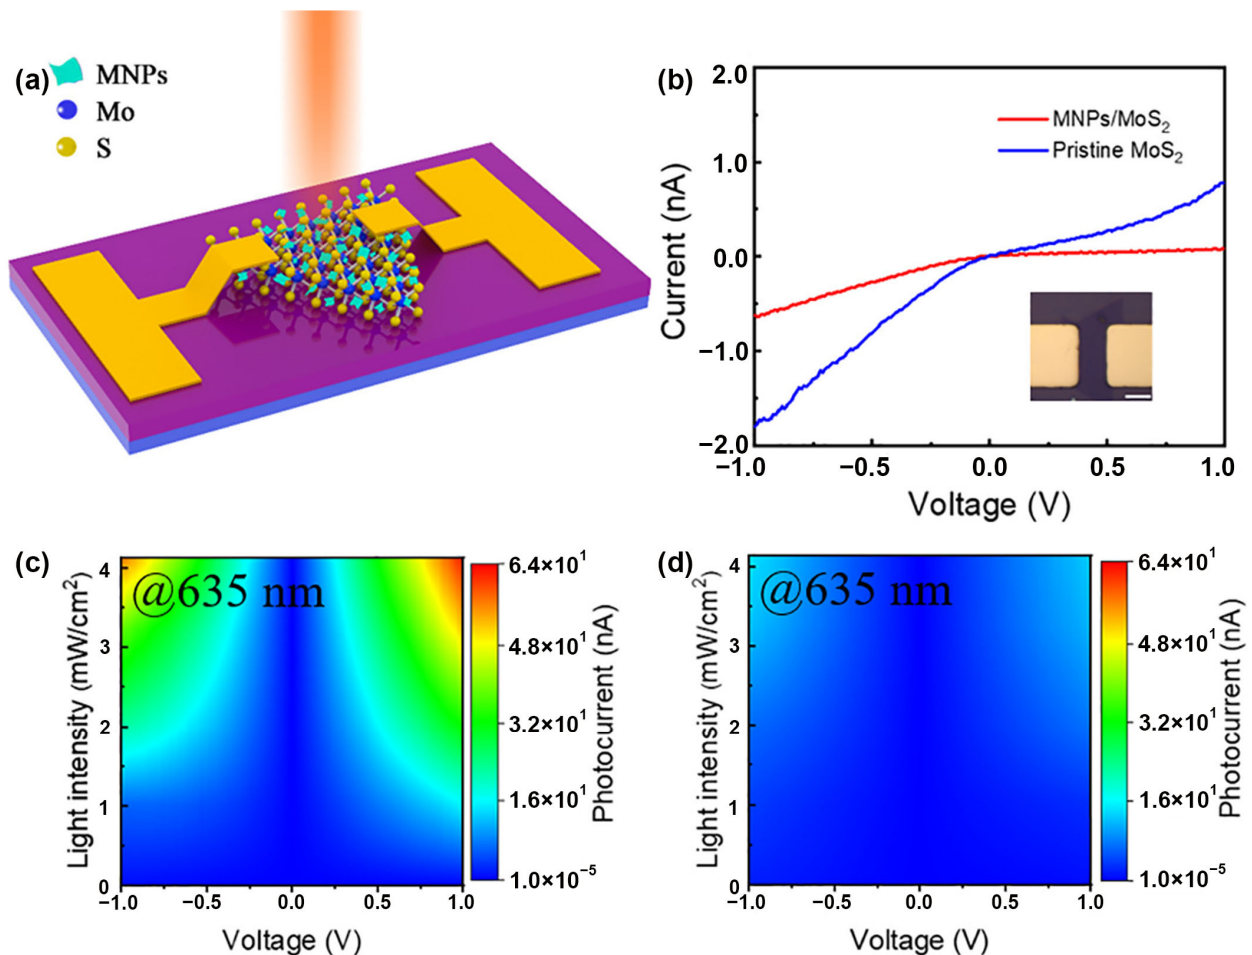 (a)
MNPs
Mo
S
(b)
2.0
1.0
0.0
−1.0
−2.0
Current (nA)
MNPs/MoS₂
Pristine MoS₂
−1.0 −0.5 0.0 0.5 1.0
Voltage (V)
(c)
@635 nm
4
3
2
1
0
Light intensity (mW/cm²)
−1.0 −0.5 0.0 0.5 1.0
Voltage (V)
6.4×10¹
4.8×10¹
3.2×10¹
1.6×10¹
1.0×10⁻⁵
Photocurrent (nA)
(d)
@635 nm
4
3
2
1
0
Light intensity (mW/cm²)
−1.0 −0.5 0.0 0.5 1.0
Voltage (V)
6.4×10¹
4.8×10¹
3.2×10¹
1.6×10¹
1.0×10⁻⁵
Photocurrent (nA)